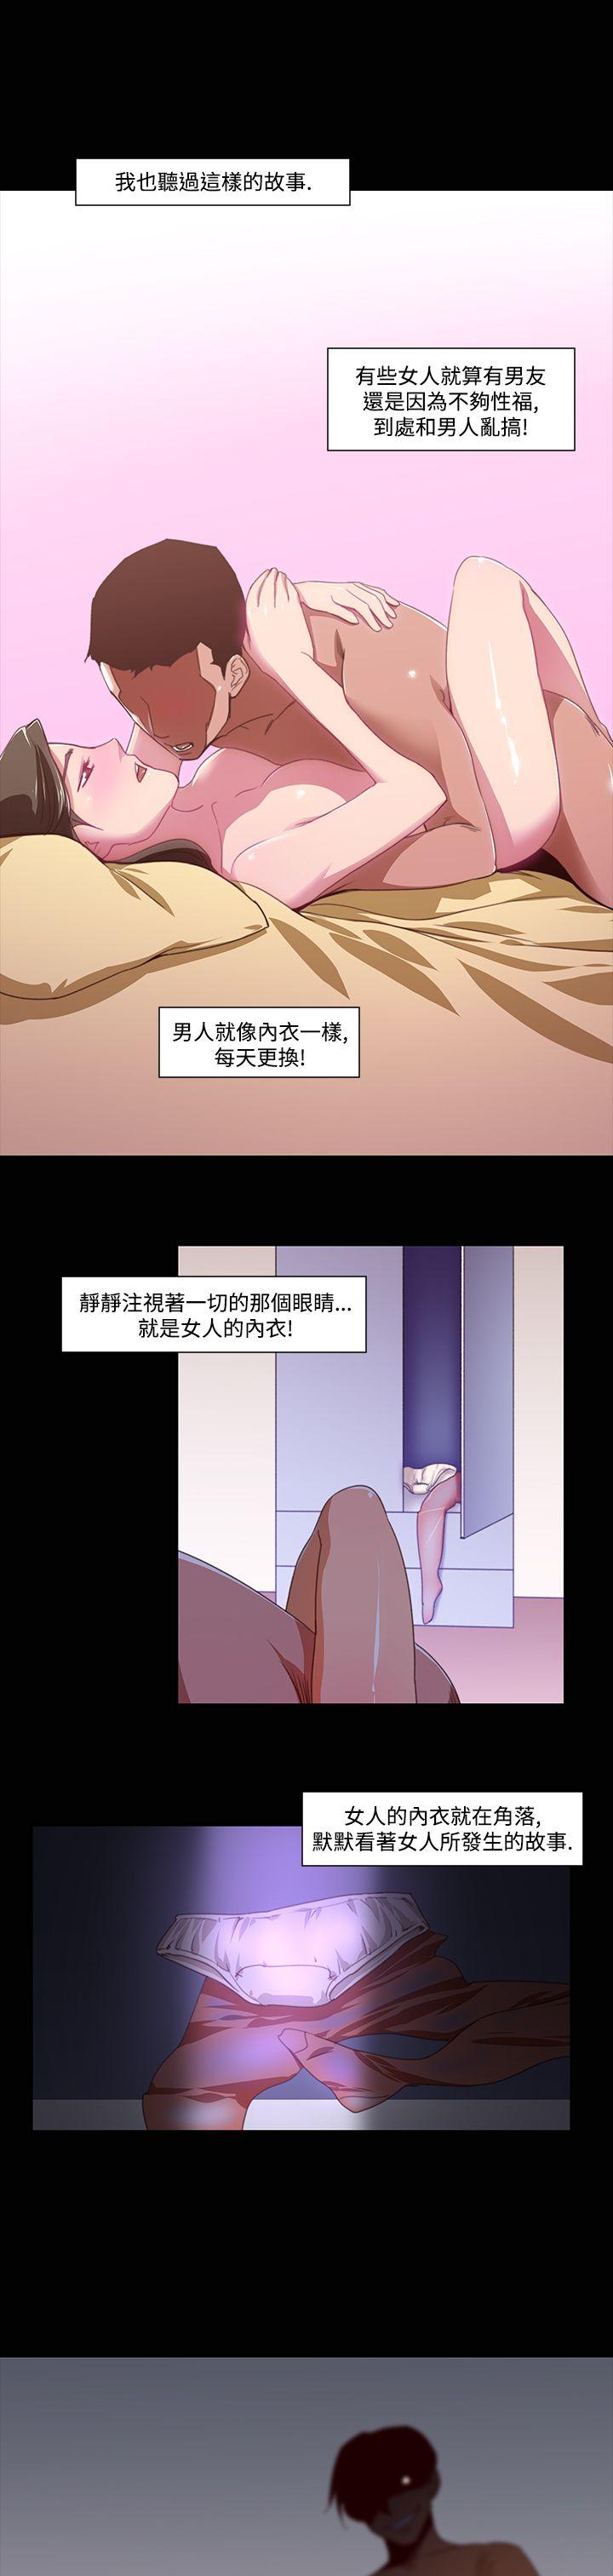 我也聽過這樣的故事.
有些女人就算有男友
還是因為不夠性福,
到處和男人亂搞!
男人就像內衣一樣,
每天更換!
靜靜注視著一切的那個眼睛...
就是女人的內衣!
女人的內衣就在角落,
默默看著女人所發生的故事.